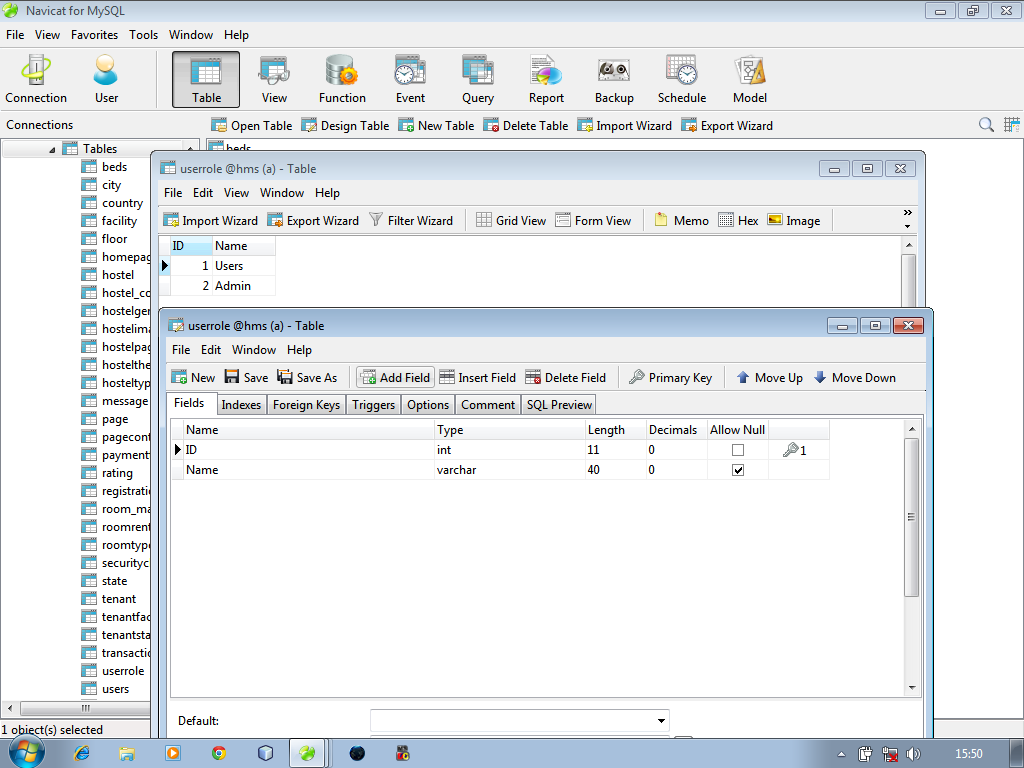 Navicat for MySQL
File View Favorites Tools Window Help
Connection User Table View Function Event Query Report Backup Schedule Model
Connections Open Table Design Table New Table Delete Table Import Wizard Export Wizard
Tables
beds
beds
city
country
facility
floor
homepag
hostel
hostel_co
hostelger
hostelima
hostelpag
hostelthe
hosteltyp
message
page
pageconf
payment
rating
registratio
room_ma
roomrent
roomtype
securityc
state
tenant
tenantfac
tenantsta
transactio
userrole
users
1 object(s) selected
userrole @hms (a) - Table
File Edit View Window Help
Import Wizard Export Wizard Filter Wizard Grid View Form View Memo Hex Image »
ID Name
1 Users
2 Admin
userrole @hms (a) - Table
File Edit Window Help
New Save Save As Add Field Insert Field Delete Field Primary Key Move Up Move Down
Fields Indexes Foreign Keys Triggers Options Comment SQL Preview
Name Type Length Decimals Allow Null
ID int 11 0 1
Name varchar 40 0
Default:
15:50